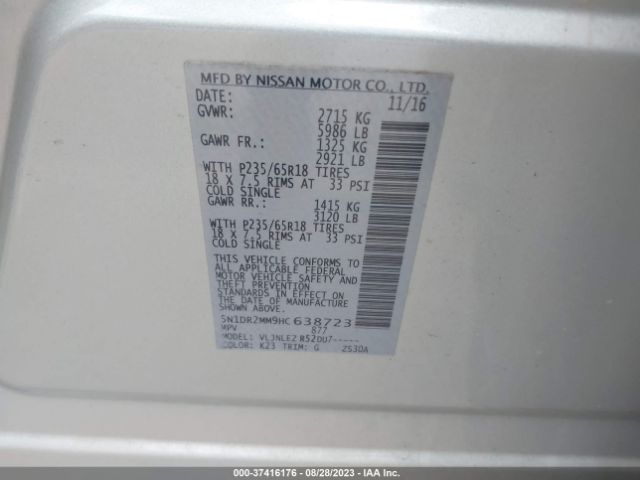 MFD BY NISSAN MOTOR CO., LTD.
DATE: 11/16
GVWR: 2715 KG
5986 LB
GAWR FR.: 1325 KG
2921 LB
WITH P235/65R18 TIRES
18 X 7.5 RIMS AT 33 PSI
COLD SINGLE
GAWR RR.: 1415 KG
3120 LB
WITH P235/65R18 TIRES
18 X 7.5 RIMS AT 33 PSI
COLD SINGLE
THIS VEHICLE CONFORMS TO
ALL APPLICABLE FEDERAL
MOTOR VEHICLE SAFETY AND
THEFT PREVENTION
STANDARDS IN EFFECT ON
THE DATE OF MANUFACTURE
SHOWN ABOVE.
5N1DR2MM9HC638723
MPV 877
MODEL: VLJNLEZ R52DU7-----
COLOR: K23 TRIM: G 2530A
000-37416176 - 08/28/2023 - IAA Inc.